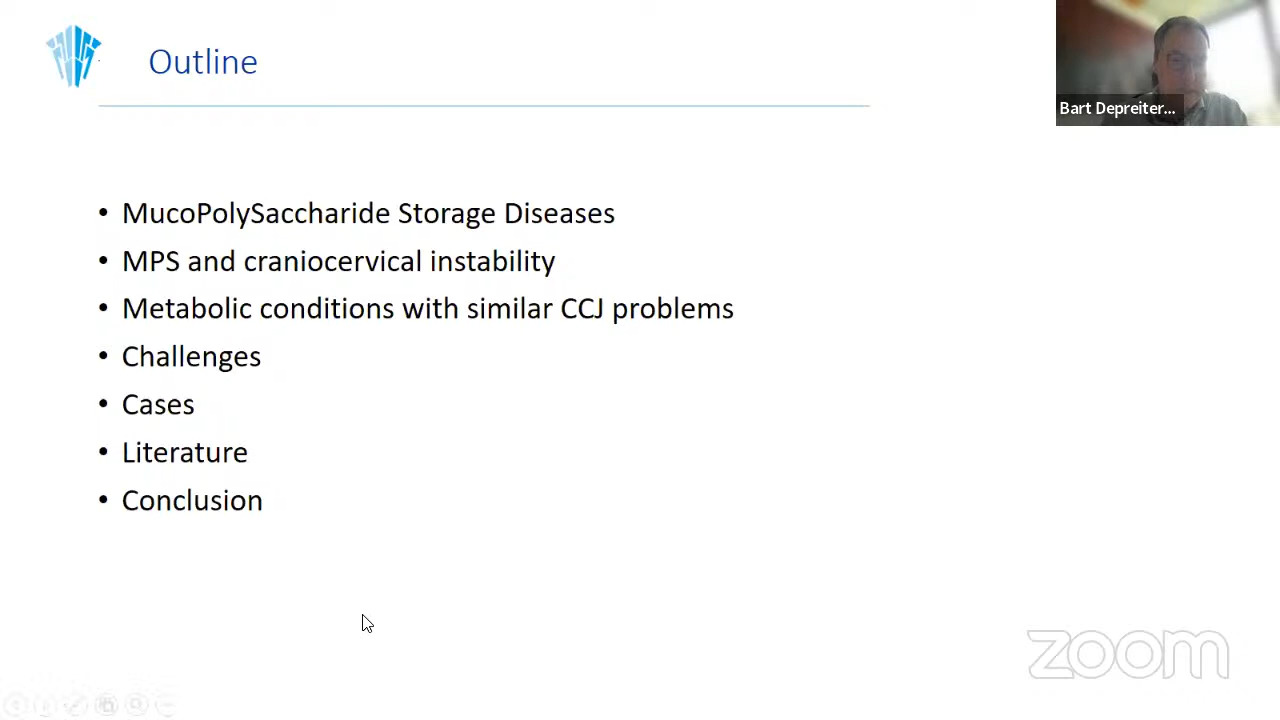 Outline
Bart Depreiter...
• MucoPolySaccharide Storage Diseases
• MPS and craniocervical instability
• Metabolic conditions with similar CCJ problems
• Challenges
• Cases
• Literature
• Conclusion
zoom